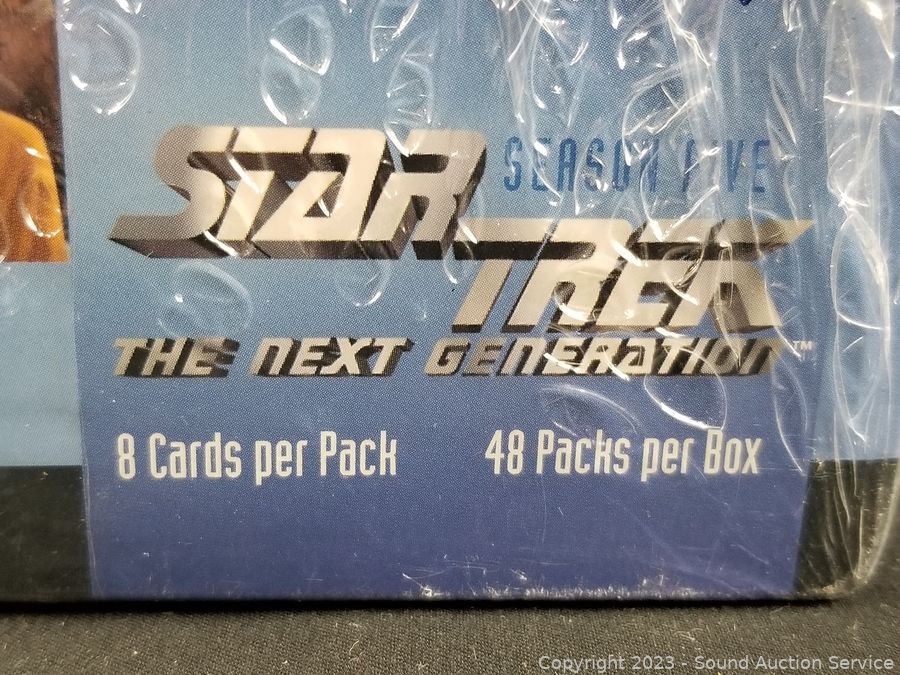 SEASON FIVE
STAR
TREK
THE NEXT GENERATION™
8 Cards per Pack 48 Packs per Box
Copyright 2023 - Sound Auction Service